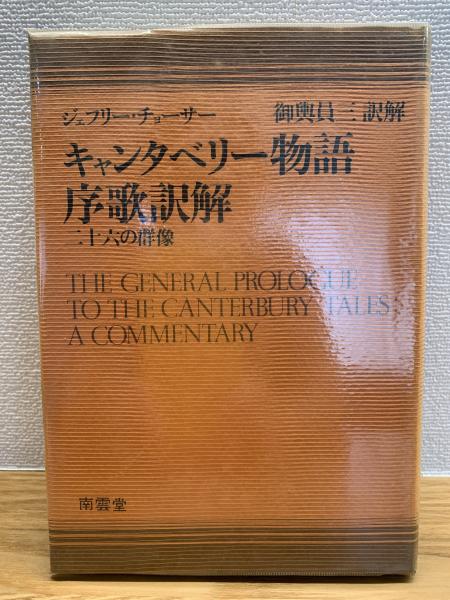 ジェフリー・チョーサー 御輿員三 訳解
キャンタベリー物語
序歌訳解
二十六の群像
THE GENERAL PROLOGUE
TO THE CANTERBURY TALES
A COMMENTARY
南雲堂